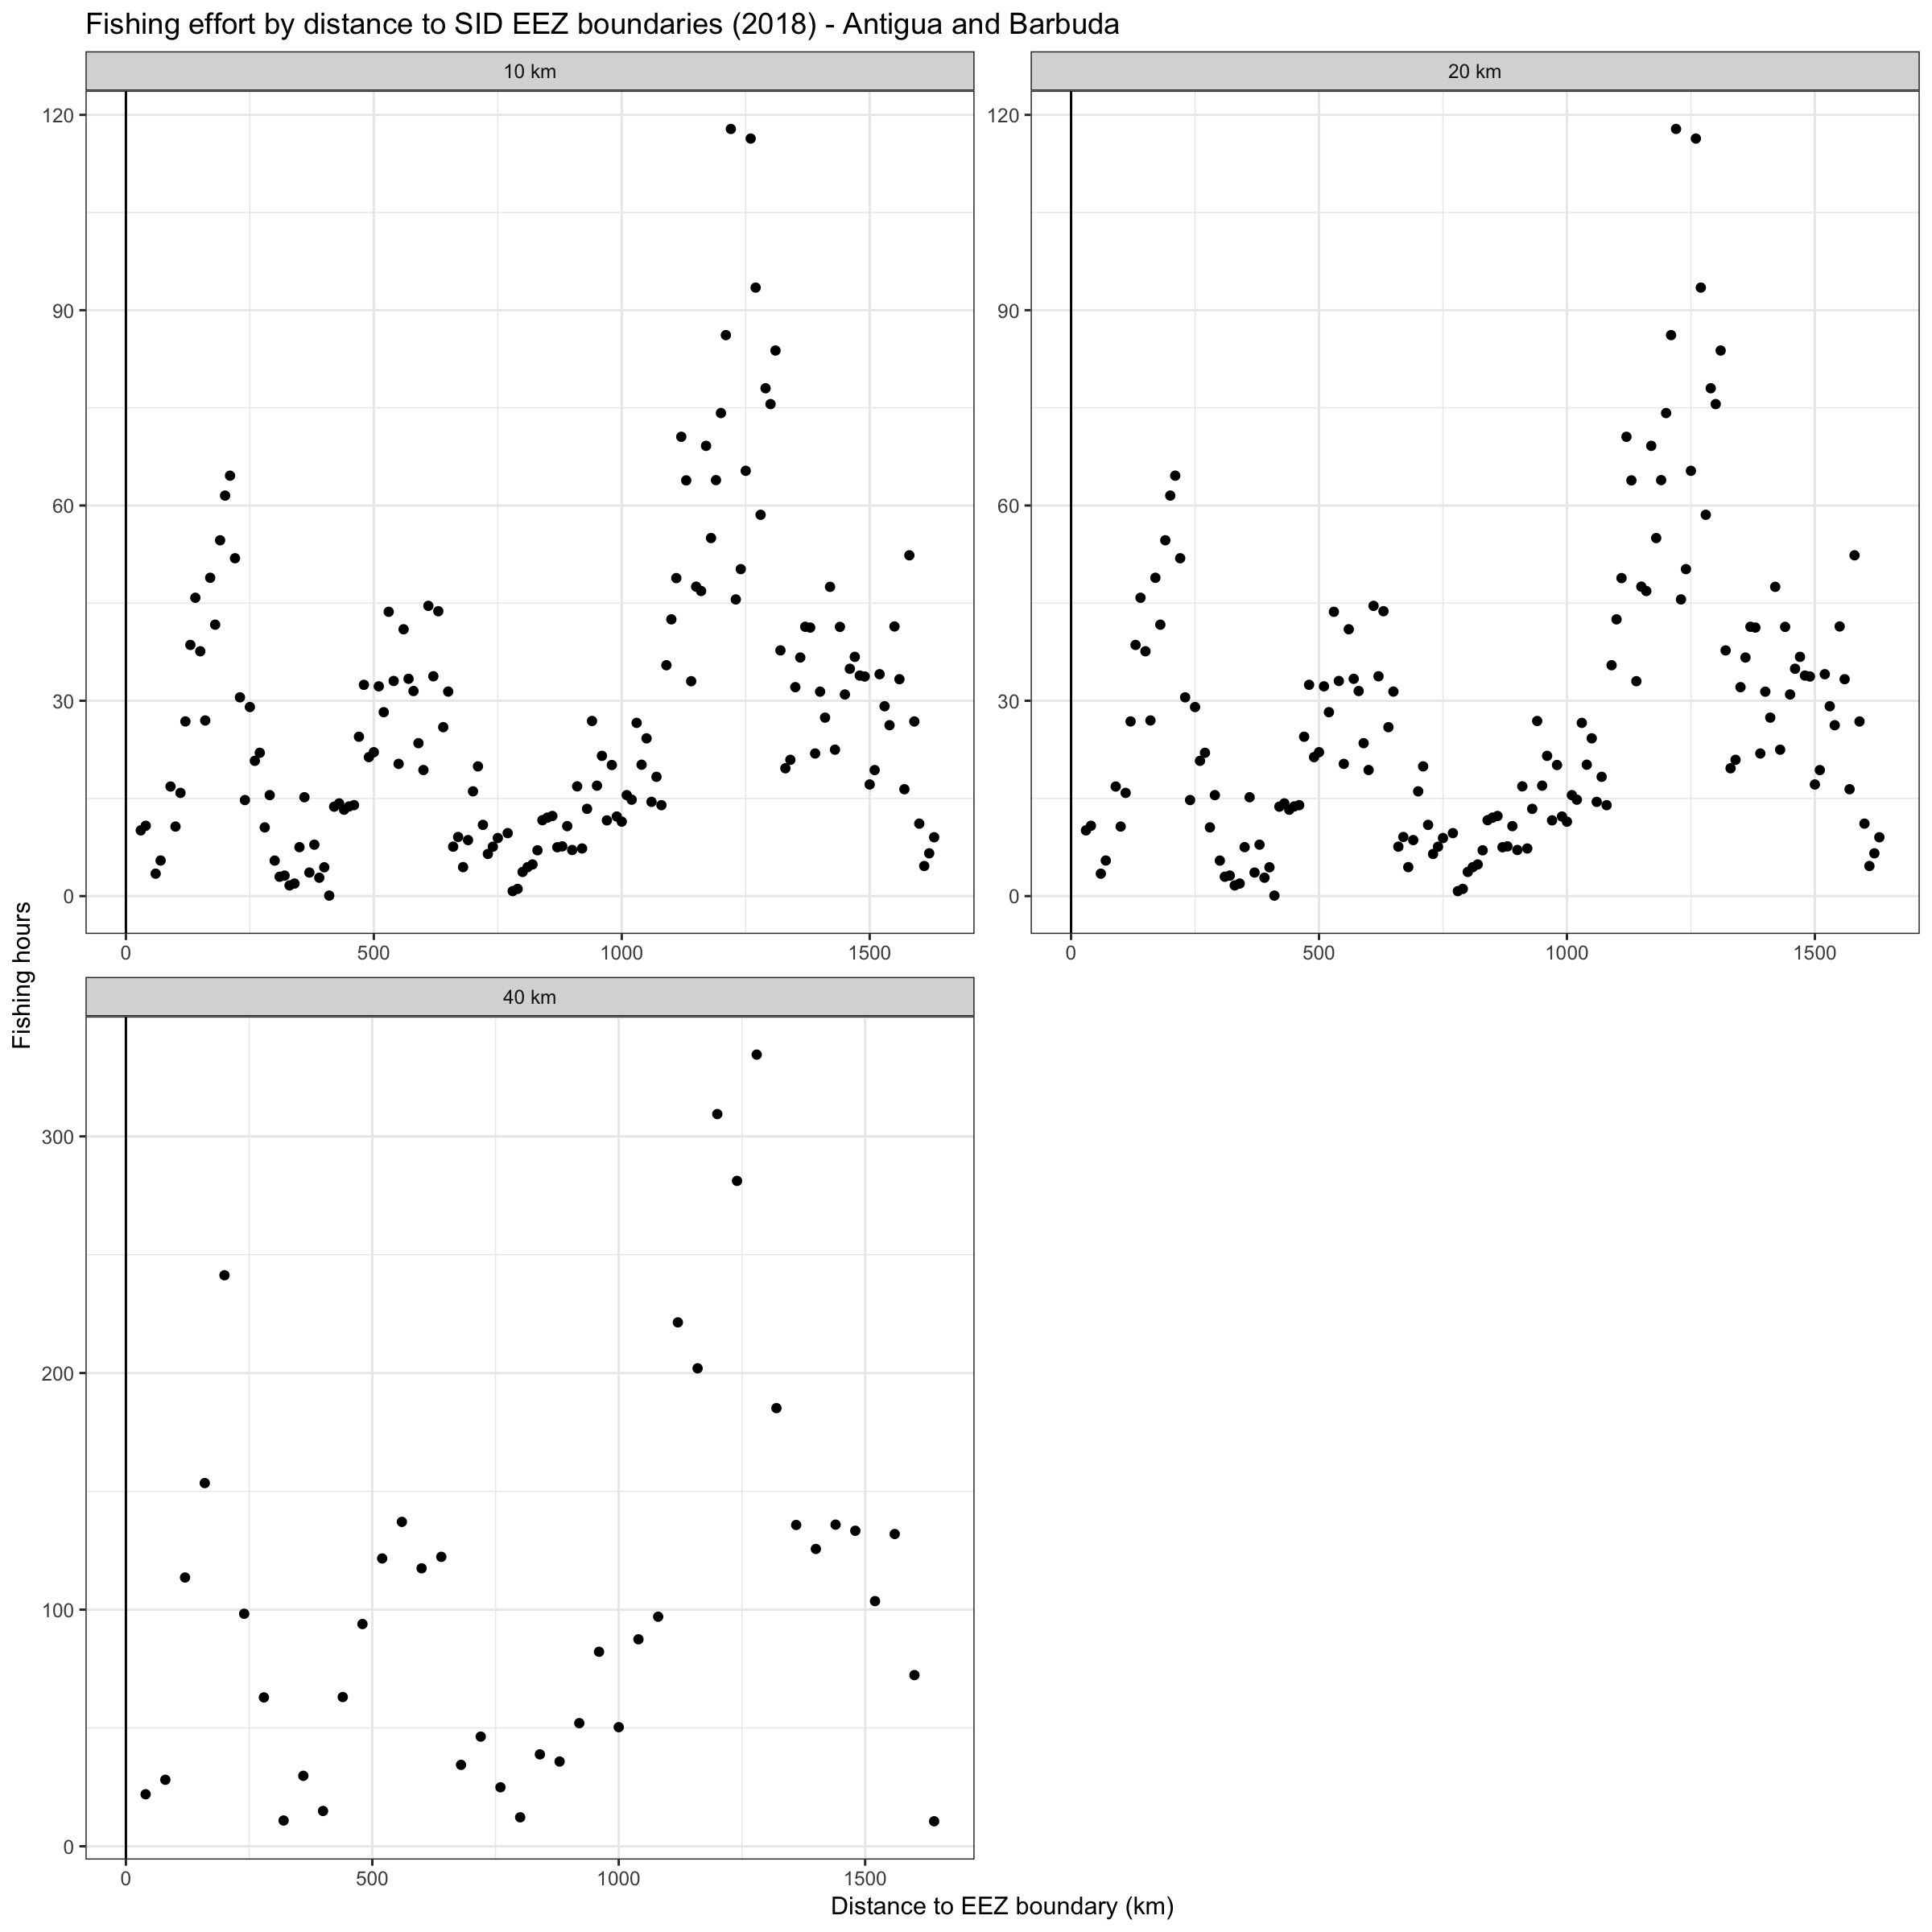 Fishing effort by distance to SID EEZ boundaries (2018) - Antigua and Barbuda
10 km
20 km
120
90
60
30
0
0 500 1000 1500
120
90
60
30
0
0 500 1000 1500
Fishing hours
40 km
300
200
100
0
0 500 1000 1500
Distance to EEZ boundary (km)